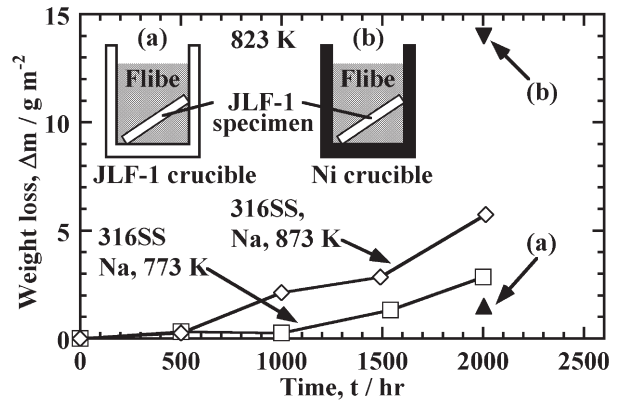 15
10
5
0
Weight loss, Δm / g m-2
(a)
823 K
(b)
Flibe
Flibe
JLF-1
specimen
JLF-1 crucible
Ni crucible
(b)
316SS,
Na, 873 K
316SS
Na, 773 K
(a)
0
500
1000
1500
2000
2500
Time, t / hr